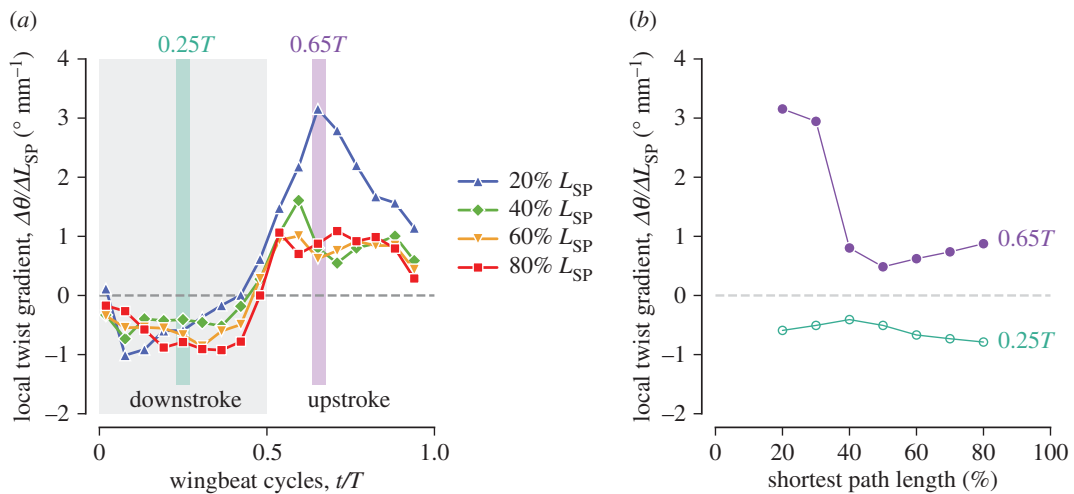 (a)
0.25T
0.65T
4
3
2
1
0
–1
–2
local twist gradient, Δθ/ΔL_SP (° mm⁻¹)
downstroke
upstroke
0
0.5
1.0
wingbeat cycles, t/T
20% L_SP
40% L_SP
60% L_SP
80% L_SP
(b)
4
3
2
1
0
–1
–2
local twist gradient, Δθ/ΔL_SP (° mm⁻¹)
0.65T
0.25T
0
20
40
60
80
100
shortest path length (%)